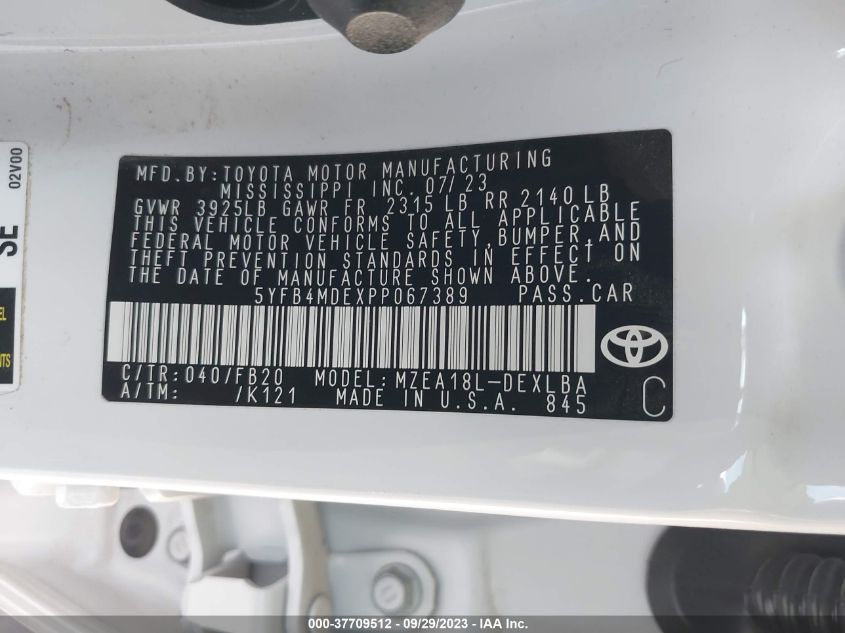 MFD. BY: TOYOTA MOTOR MANUFACTURING
MISSISSIPPI INC. 07/23
GVWR 3925LB GAWR FR 2315 LB RR 2140 LB
THIS VEHICLE CONFORMS TO ALL APPLICABLE
FEDERAL MOTOR VEHICLE SAFETY, BUMPER, AND
THEFT PREVENTION STANDARDS IN EFFECT ON
THE DATE OF MANUFACTURE SHOWN ABOVE.
5YFB4MDEXPP067389 PASS. CAR
C/TR: 040/FB20 MODEL: MZEA18L-DEXLBA
A/TM: /K121 MADE IN U.S.A. 845
C
02V00
SE
000-37709512 - 09/29/2023 - IAA Inc.